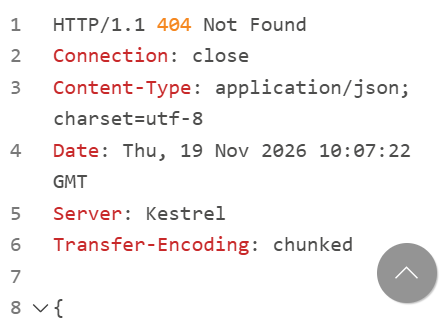 1 HTTP/1.1 404 Not Found
2 Connection: close
3 Content-Type: application/json;
charset=utf-8
4 Date: Thu, 19 Nov 2026 10:07:22
GMT
5 Server: Kestrel
6 Transfer-Encoding: chunked
7
8 {